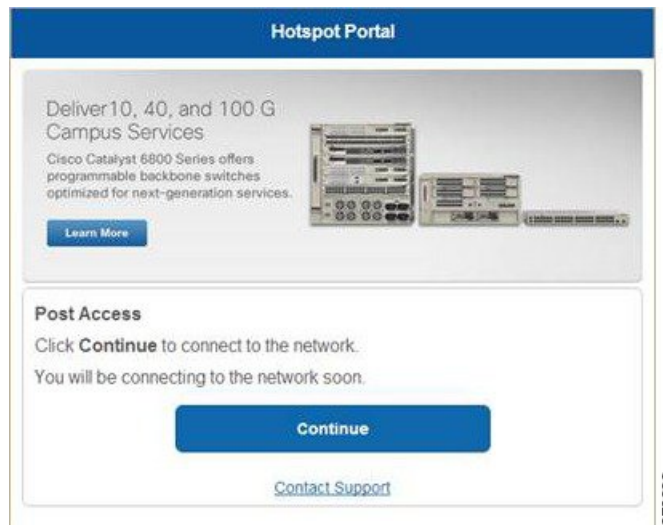 Hotspot Portal
Deliver10, 40, and 100 G
Campus Services
Cisco Catalyst 6800 Series offers
programmable backbone switches
optimized for next-generation services.
Learn More
Post Access
Click Continue to connect to the network.
You will be connecting to the network soon.
Continue
Contact Support